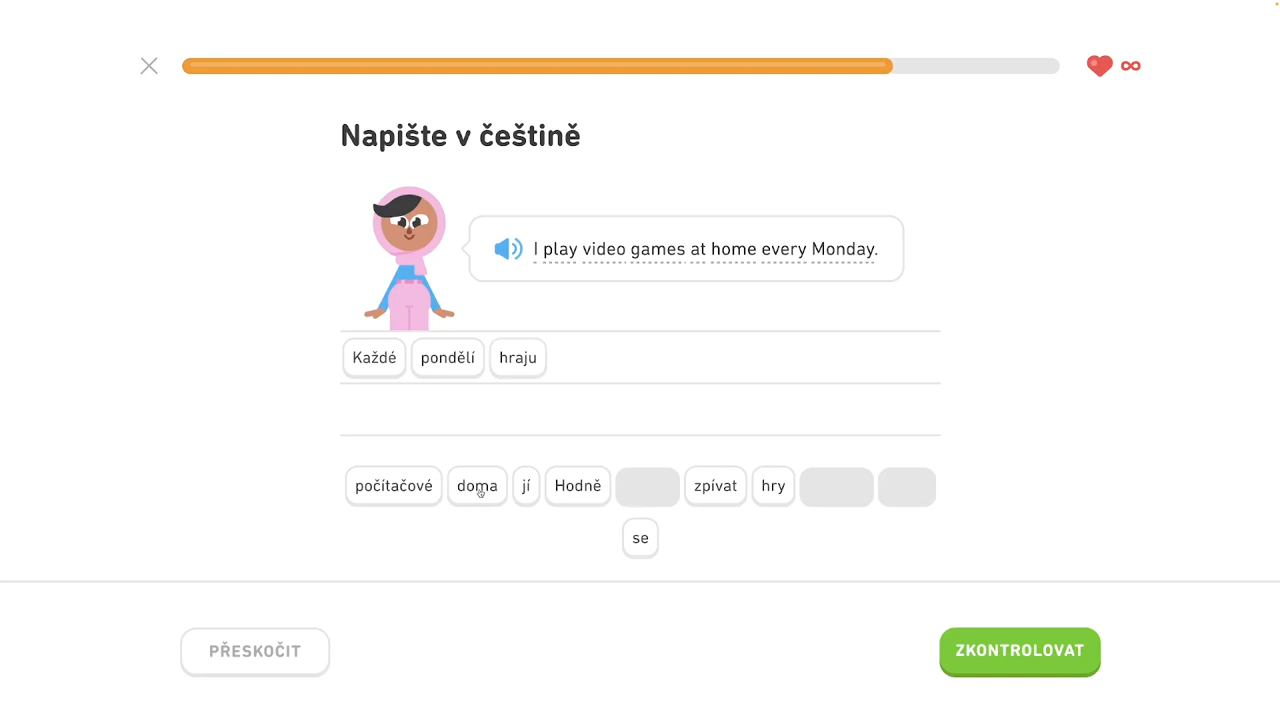 Napište v češtině
I play video games at home every Monday.
Každé pondělí hraju
počítačové doma jí Hodně zpívat hry
se
PŘESKOČIT ZKONTROLOVAT